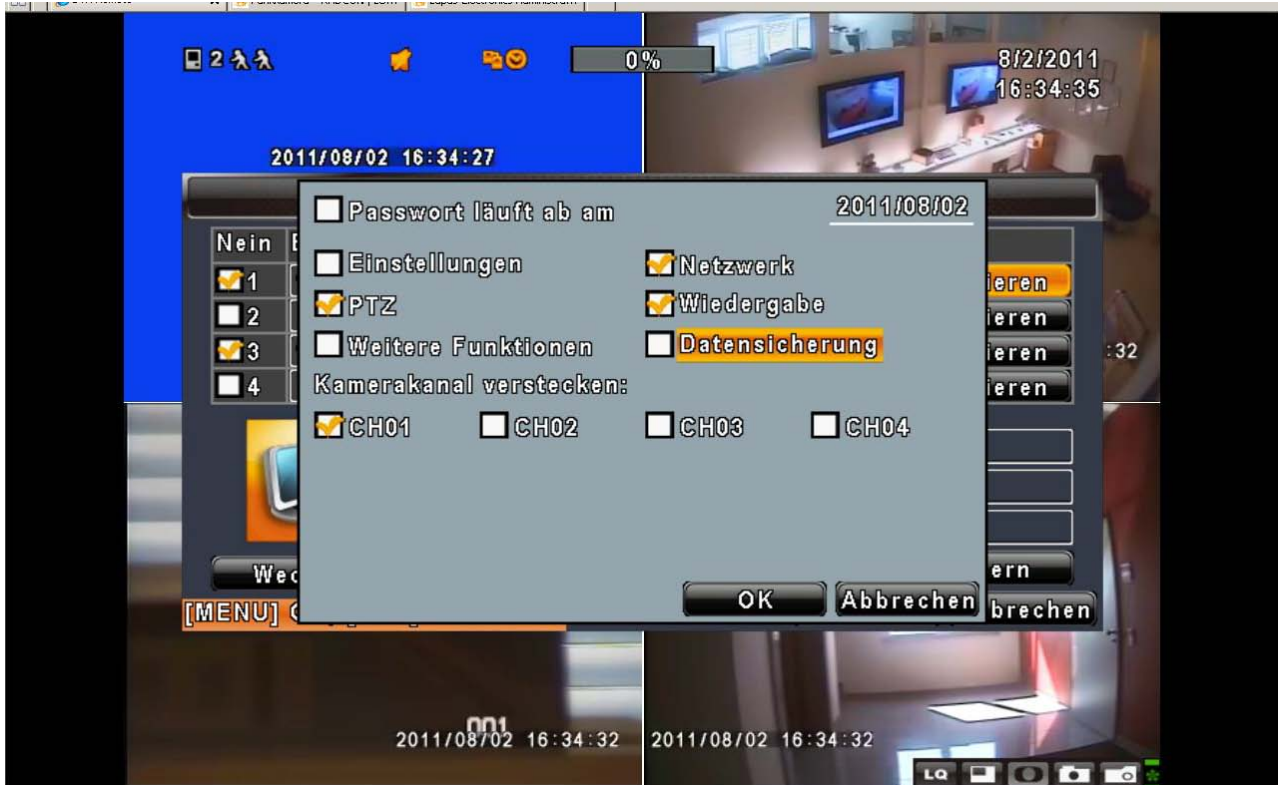 2 0% 8/2/2011
16:34:35
2011/08/02 16:34:27
Passwort läuft ab am 2011/08/02
Nein
Einstellungen Netzwerk
1 ieren
PTZ Wiedergabe
2 ieren
Weitere Funktionen Datensicherung
3 ieren :32
Kamerakanal verstecken:
4 ieren
CH01 CH02 CH03 CH04
Wec ern
OK Abbrechen
[MENU] brechen
001
2011/08/02 16:34:32 2011/08/02 16:34:32
LQ